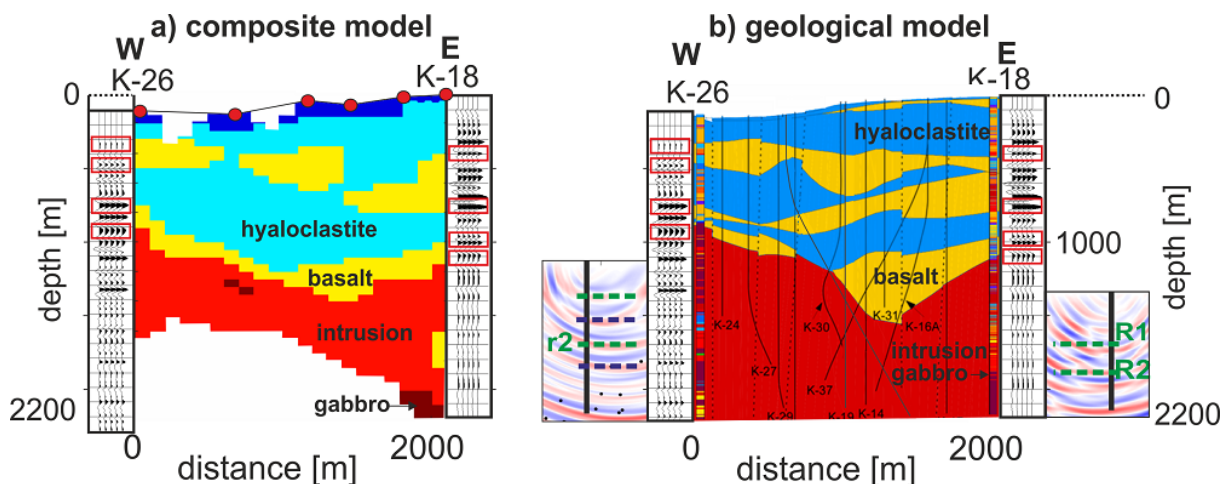 a) composite model
W
E
K-26
K-18
0
hyaloclastite
basalt
intrusion
gabbro
depth [m]
2200
0
2000
distance [m]
b) geological model
W
E
K-26
K-18
0
hyaloclastite
1000
depth [m]
basalt
K-31
K-30
K-16A
K-24
intrusion
gabbro
K-27
K-37
K-29
K-19
K-14
r2
R1
R2
2200
0
2000
distance [m]